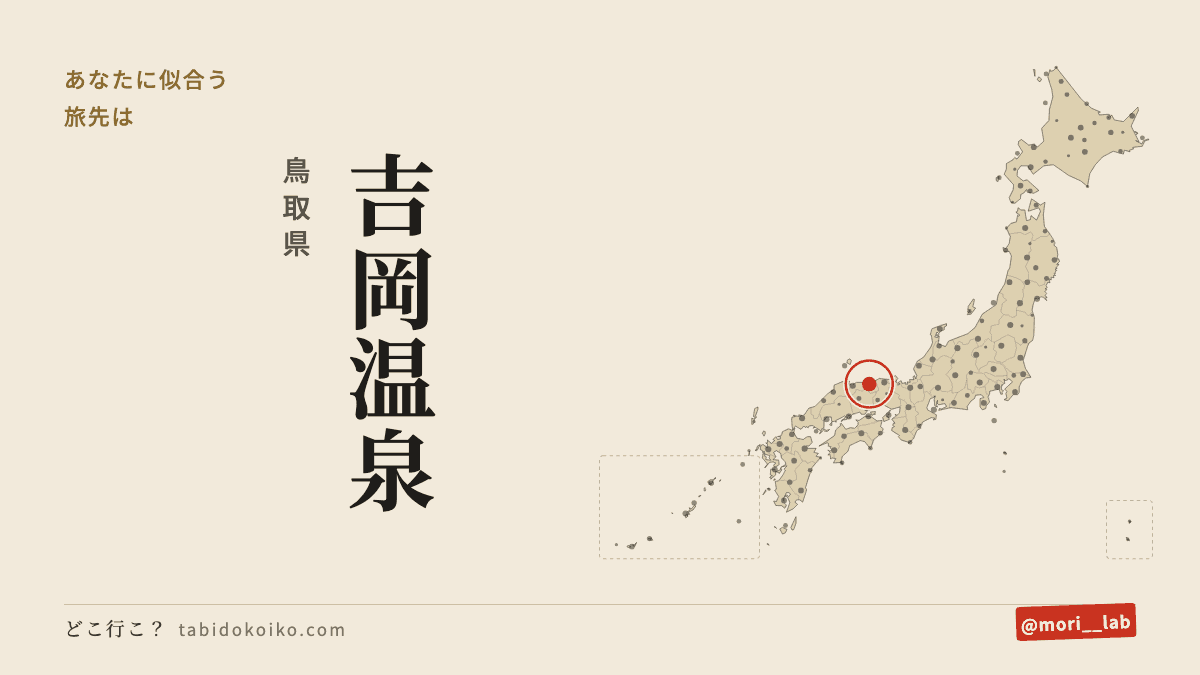 あなたに似合う
旅先は
吉岡温泉
鳥取県
どこ行こ？ tabidokoiko.com
@mori__lab